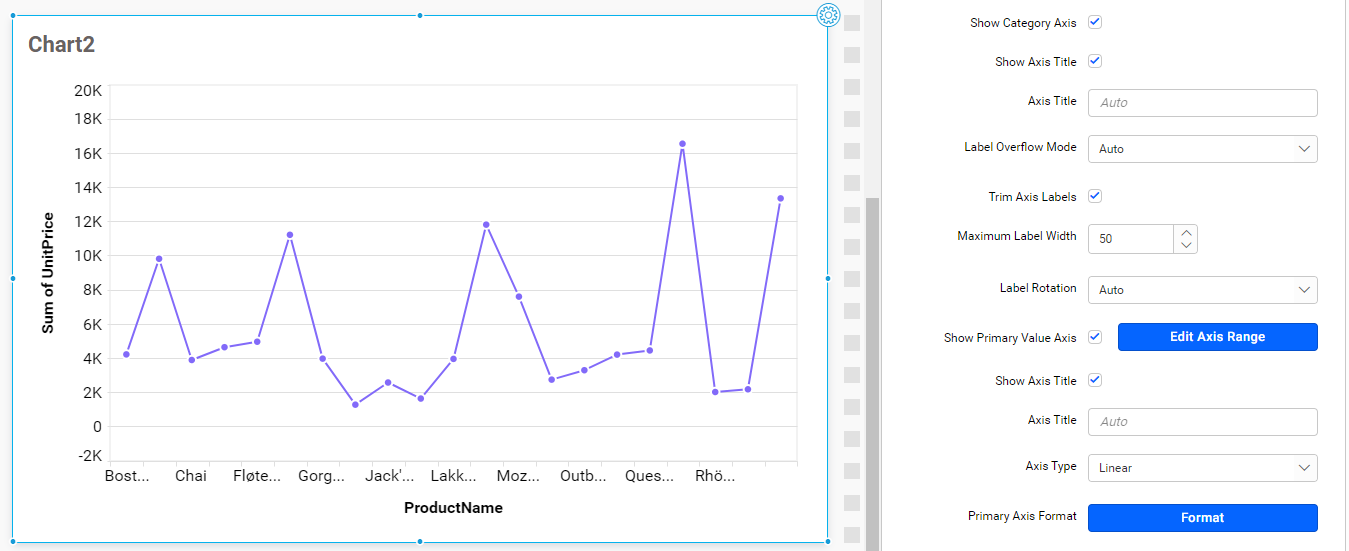 Chart2
20K
18K
16K
14K
12K
10K
8K
6K
4K
2K
0
-2K
Sum of UnitPrice
Bost... Chai Fløte... Gorg... Jack'... Lakk... Moz... Outb... Ques... Rhö...
ProductName
Show Category Axis
Show Axis Title
Axis Title Auto
Label Overflow Mode Auto
Trim Axis Labels
Maximum Label Width 50
Label Rotation Auto
Show Primary Value Axis Edit Axis Range
Show Axis Title
Axis Title Auto
Axis Type Linear
Primary Axis Format Format